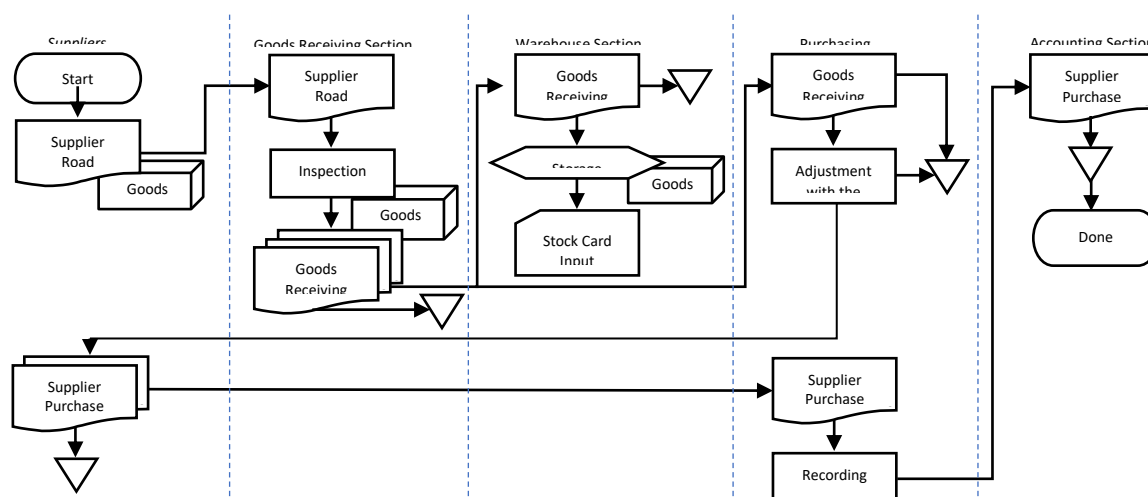 Suppliers
Goods Receiving Section
Warehouse Section
Purchasing
Accounting Section
Start
Supplier
Road
Goods
Supplier
Road
Inspection
Goods
Goods
Receiving
Goods
Receiving
Storage
Goods
Stock Card
Input
Goods
Receiving
Adjustment
with the
Supplier
Purchase
Done
Supplier
Purchase
Supplier
Purchase
Recording